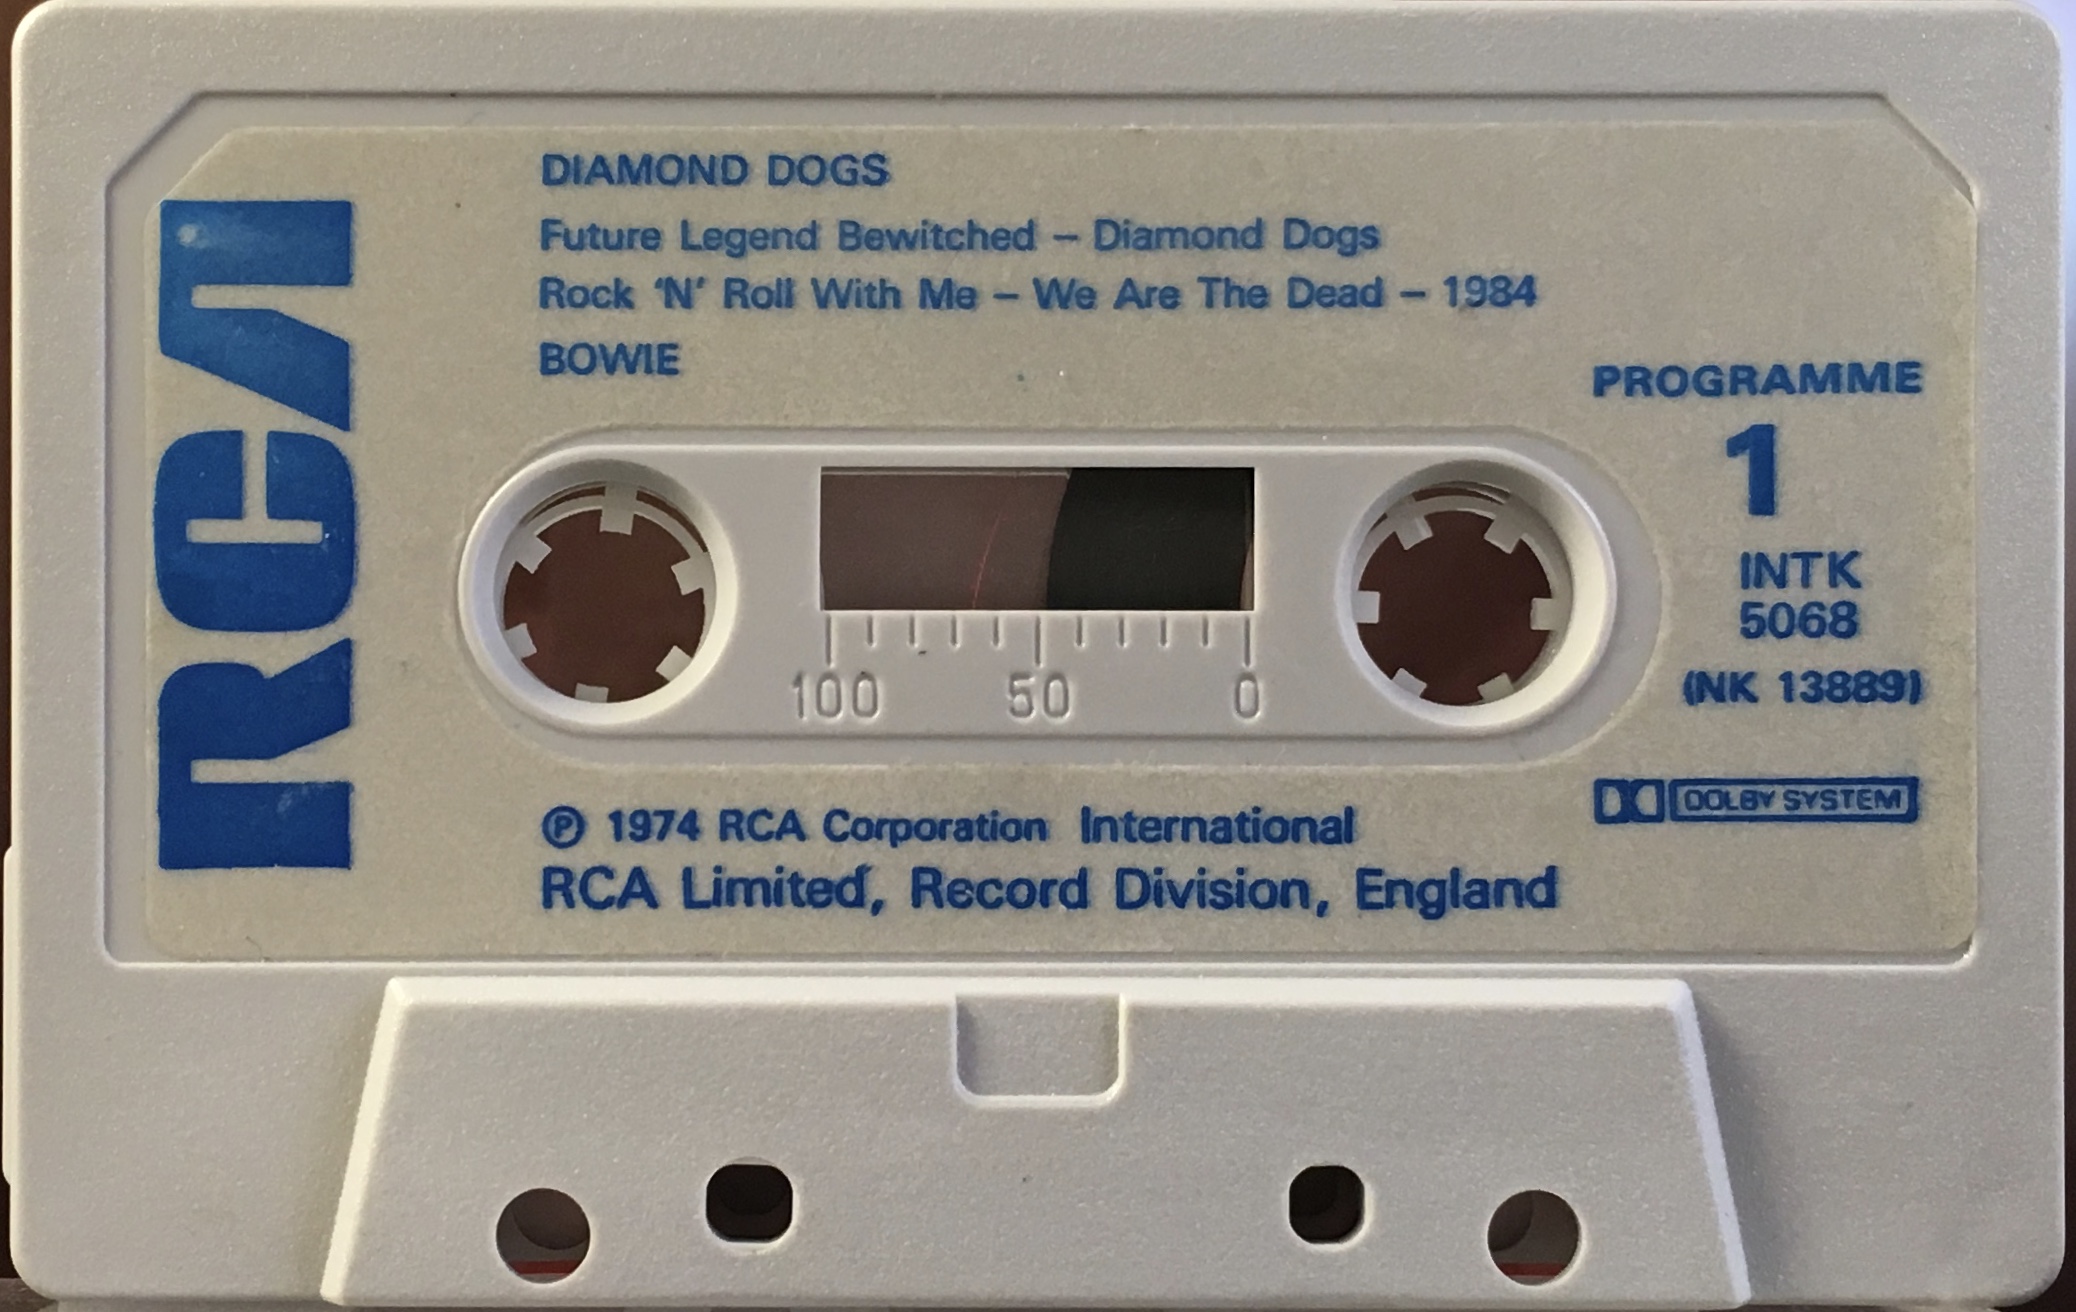 RCA
DIAMOND DOGS
Future Legend Bewitched – Diamond Dogs
Rock 'N' Roll With Me – We Are The Dead – 1984
BOWIE
PROGRAMME
1
INTK
5068
(NK 13889)
100 50 0
DOLBY SYSTEM
Ⓟ 1974 RCA Corporation International
RCA Limited, Record Division, England